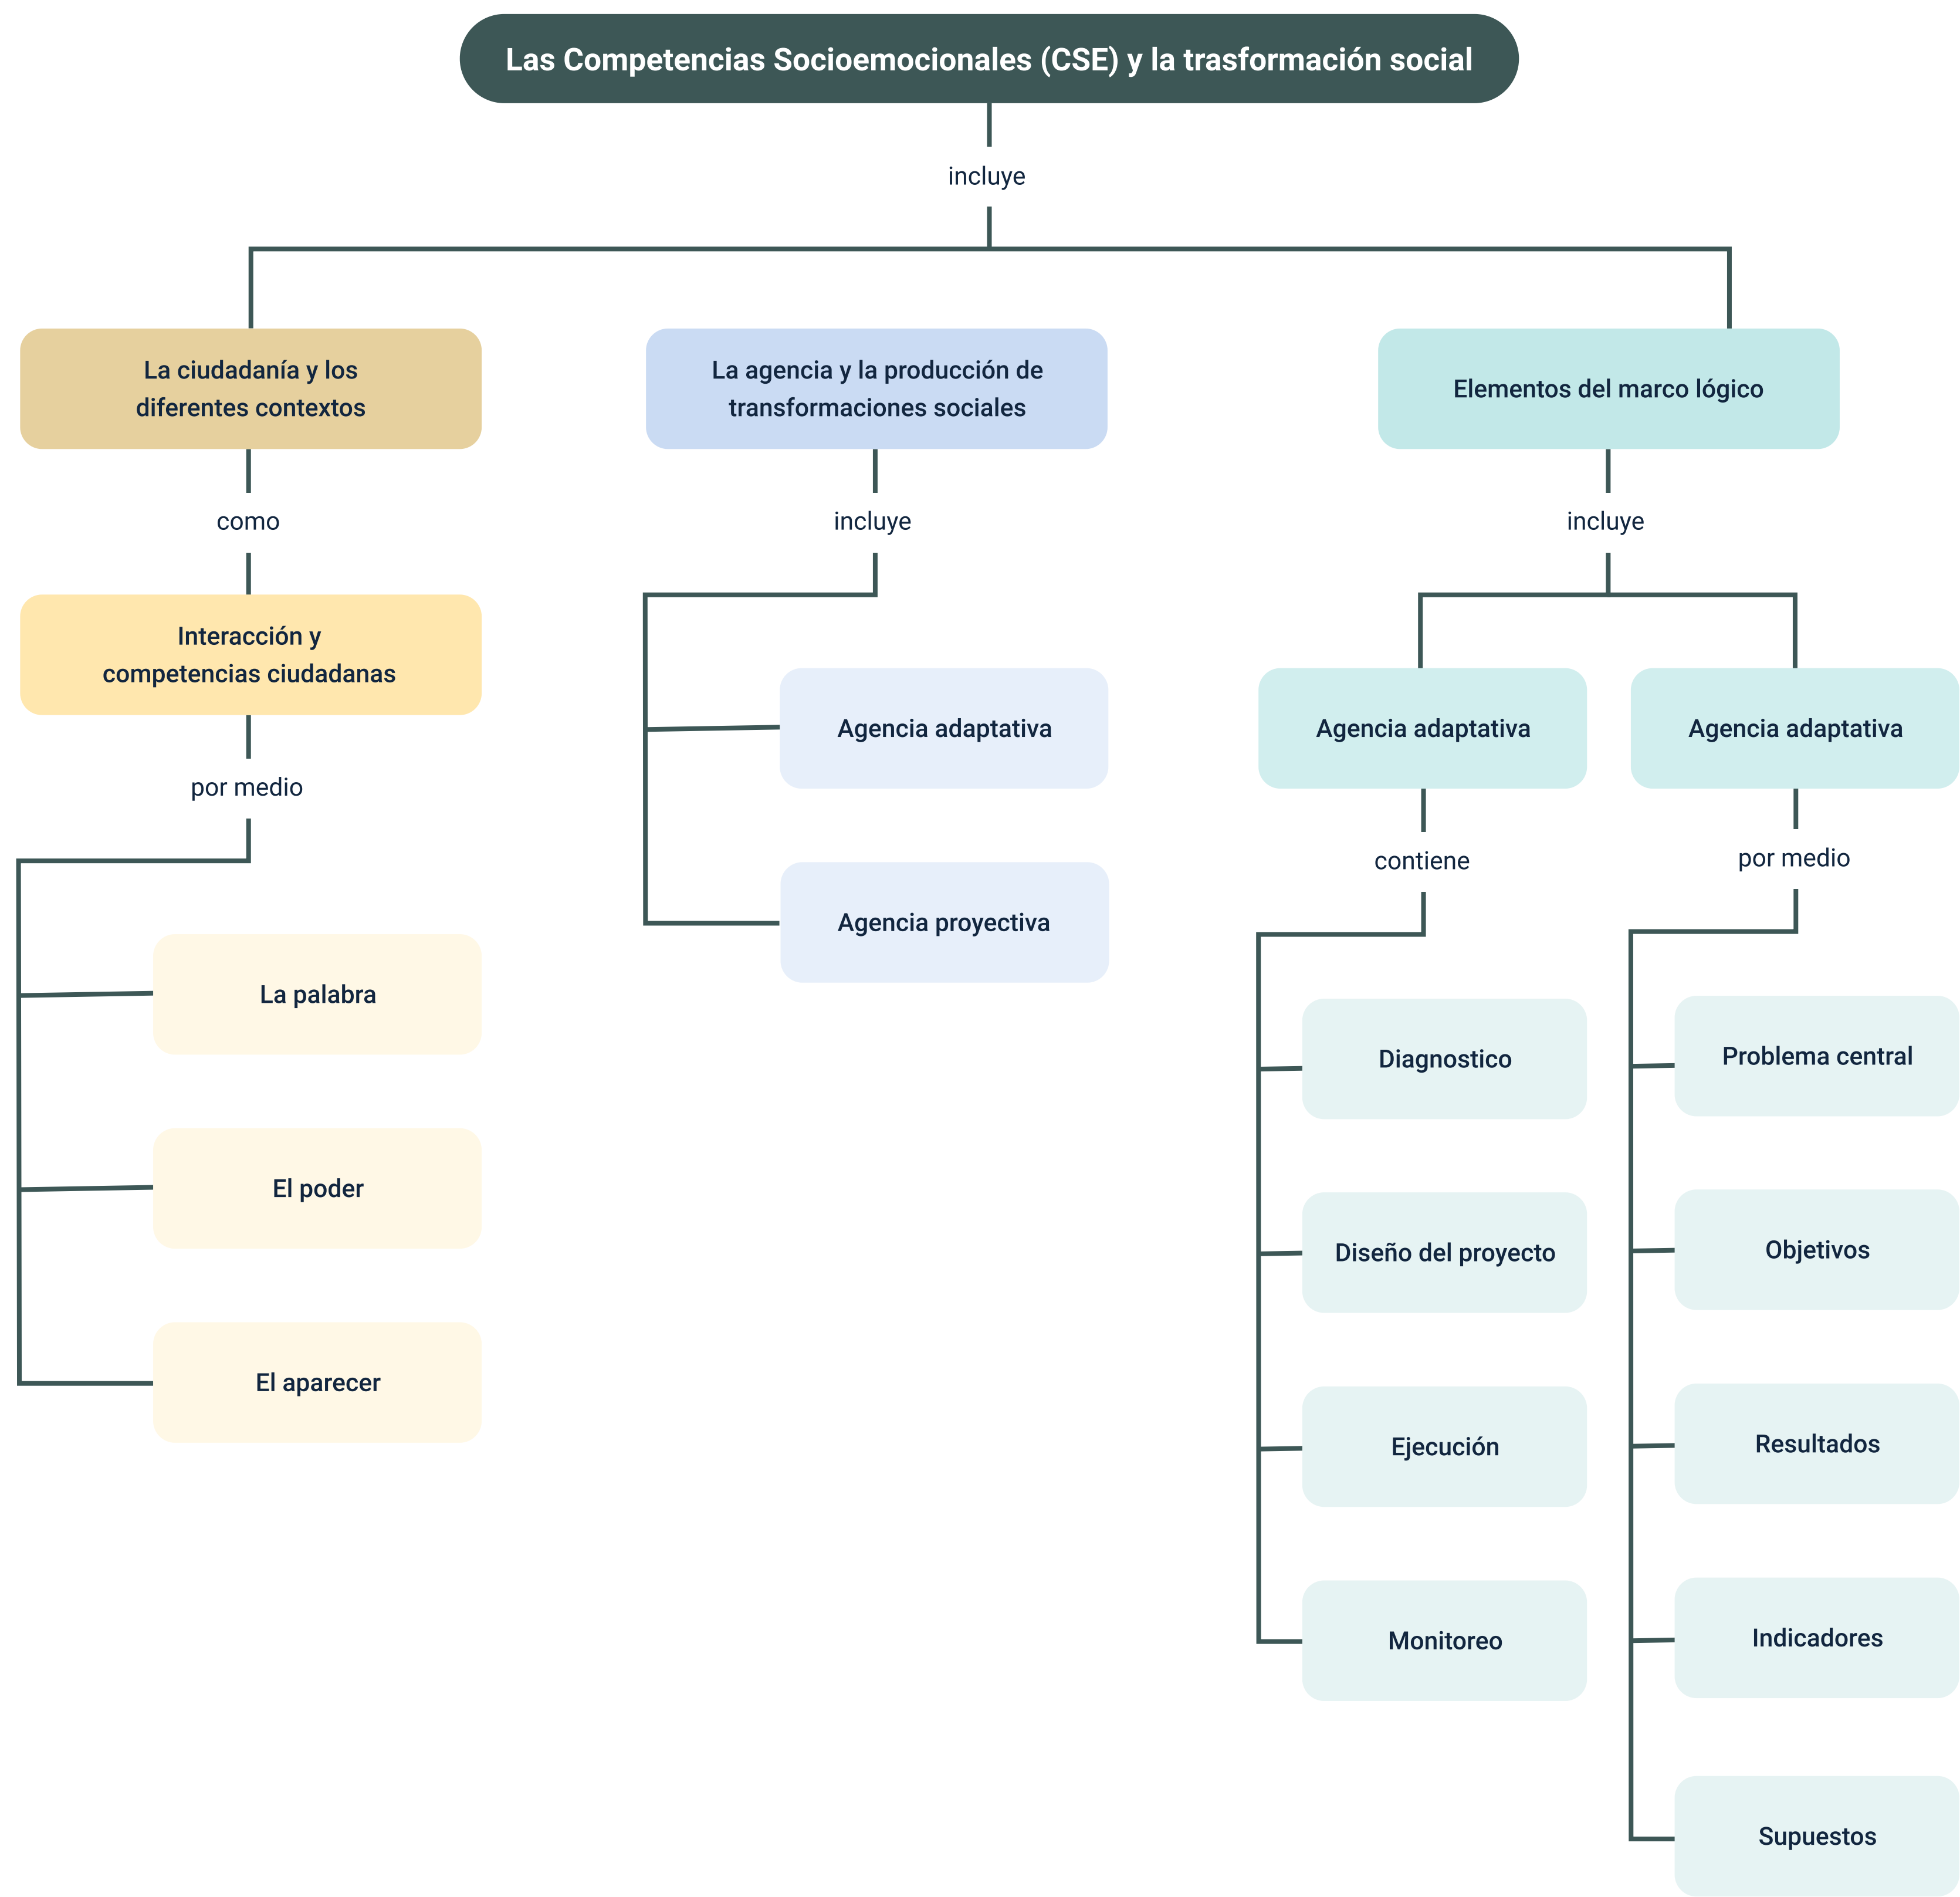 Las Competencias Socioemocionales (CSE) y la trasformación social
incluye
La ciudadanía y los
diferentes contextos
como
Interacción y
competencias ciudadanas
por medio
La palabra
El poder
El aparecer
La agencia y la producción de
transformaciones sociales
incluye
Agencia adaptativa
Agencia proyectiva
Elementos del marco lógico
incluye
Agencia adaptativa
contiene
Diagnostico
Diseño del proyecto
Ejecución
Monitoreo
Agencia adaptativa
por medio
Problema central
Objetivos
Resultados
Indicadores
Supuestos